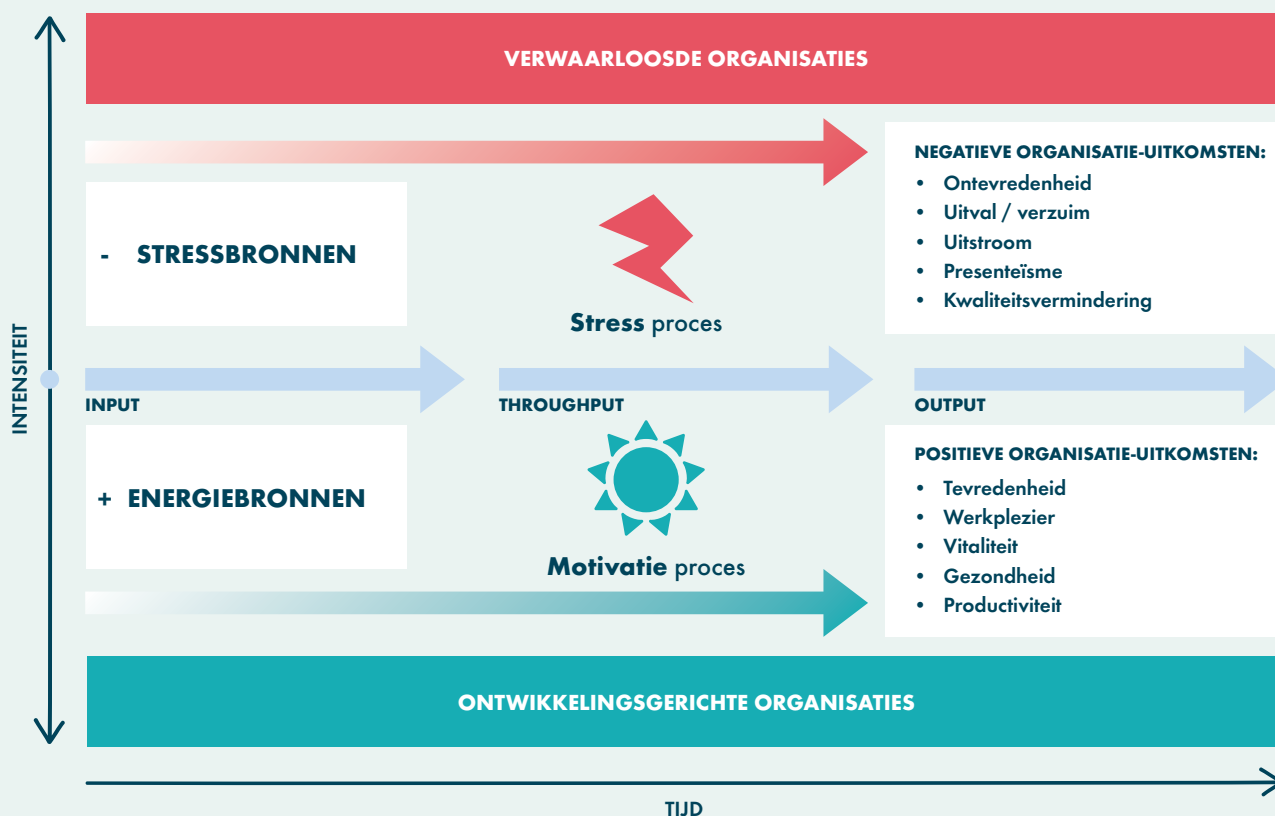 VERWAARLOOSDE ORGANISATIES
NEGATIEVE ORGANISATIE-UITKOMSTEN:
• Ontevredenheid
• Uitval / verzuim
• Uitstroom
• Presenteïsme
• Kwaliteitsvermindering
- STRESSBRONNEN
Stress proces
INTENSITEIT
INPUT
THROUGHPUT
OUTPUT
+ ENERGIEBRONNEN
Motivatie proces
POSITIEVE ORGANISATIE-UITKOMSTEN:
• Tevredenheid
• Werkplezier
• Vitaliteit
• Gezondheid
• Productiviteit
ONTWIKKELINGSGERICHTE ORGANISATIES
TIJD